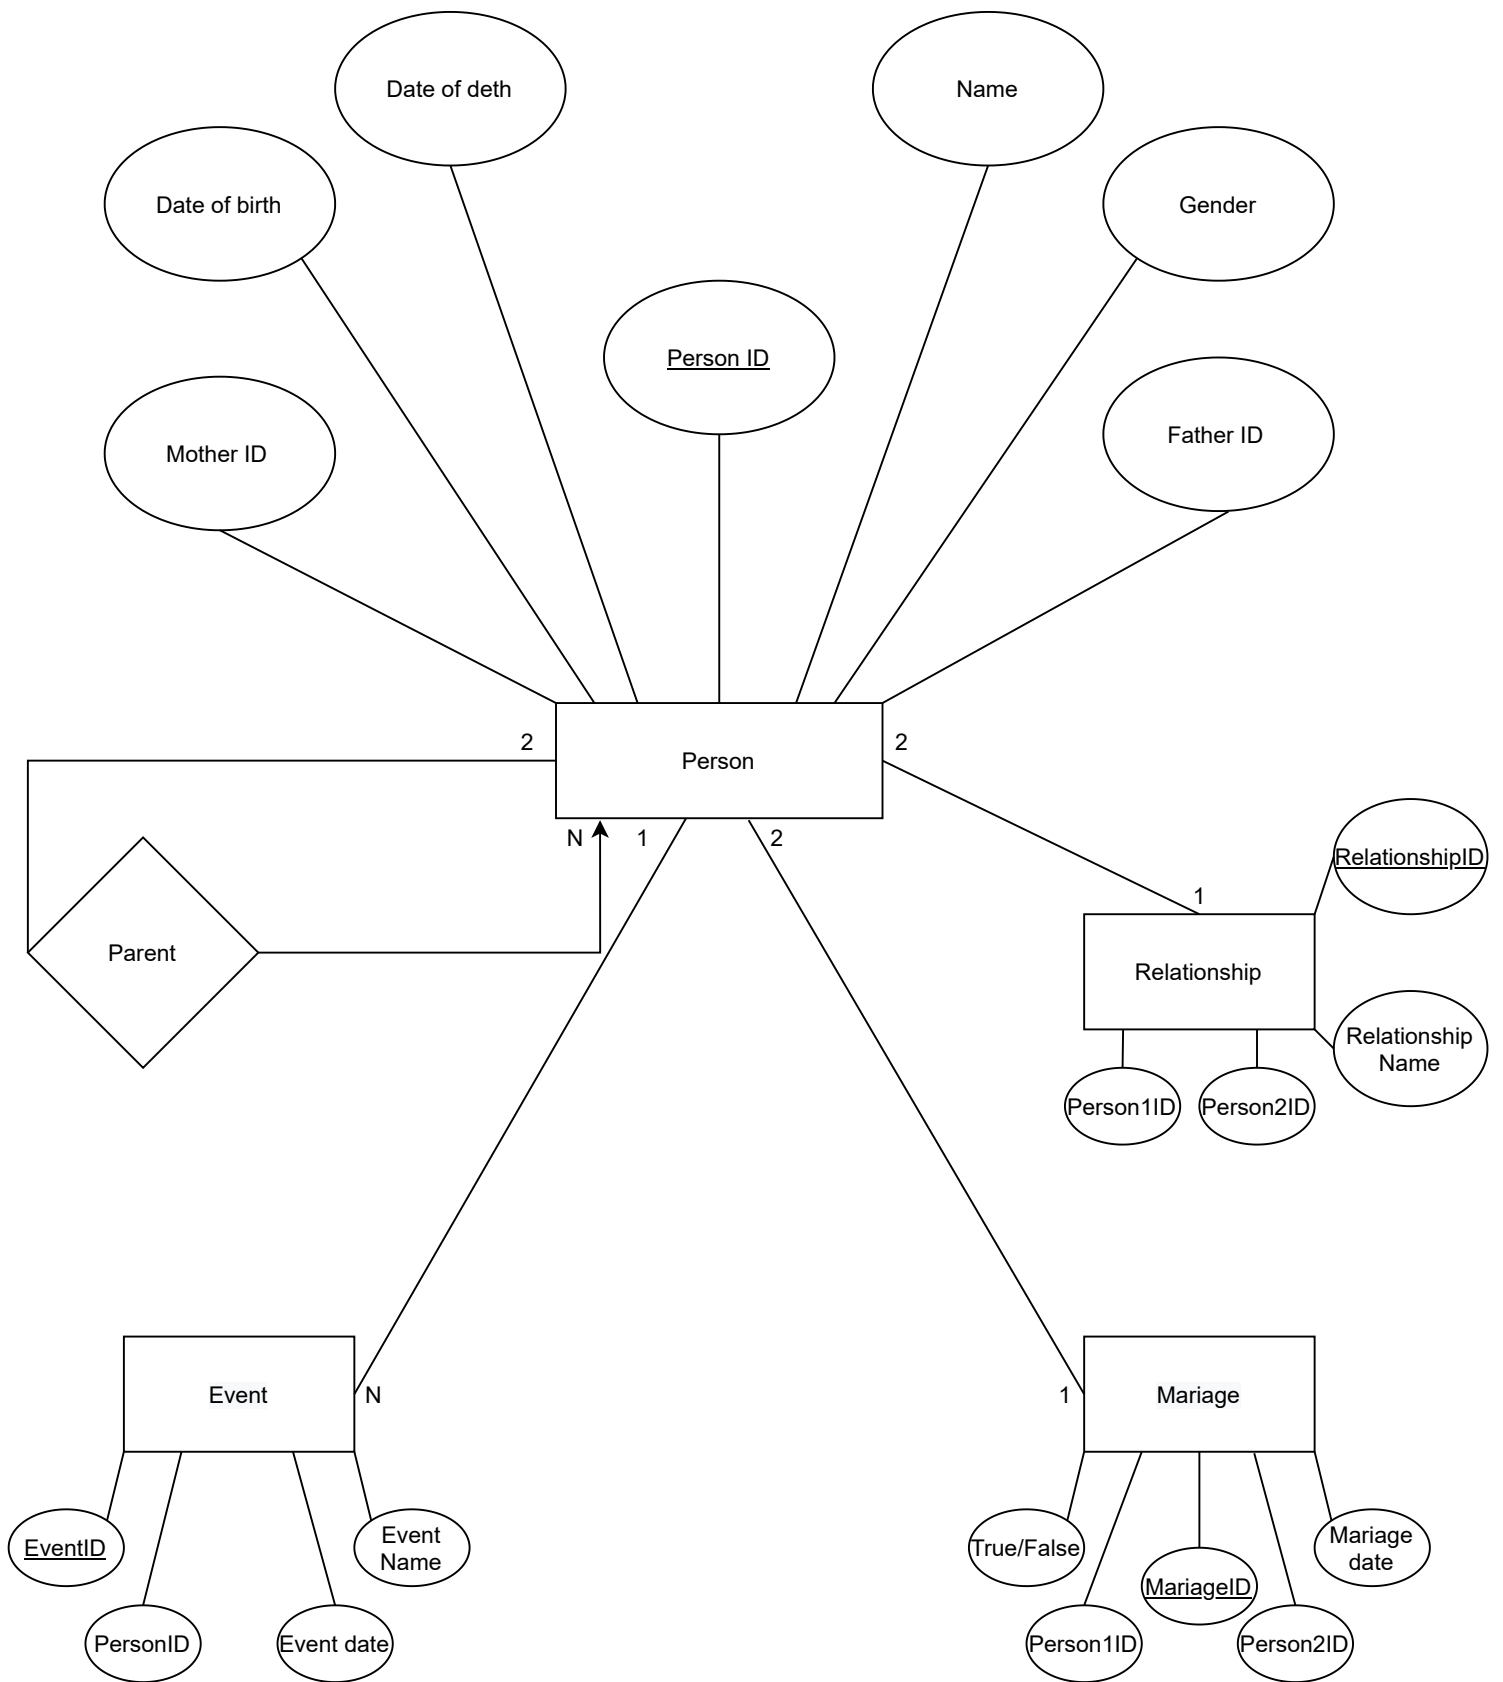 Date of deth
Name
Date of birth
Gender
Person ID
Father ID
Mother ID
2
Person
2
N
1
2
RelationshipID
1
Parent
Relationship
Relationship
Name
Person1ID
Person2ID
Event
N
1
Mariage
EventID
Event
Name
True/False
Mariage
date
MariageID
PersonID
Event date
Person1ID
Person2ID